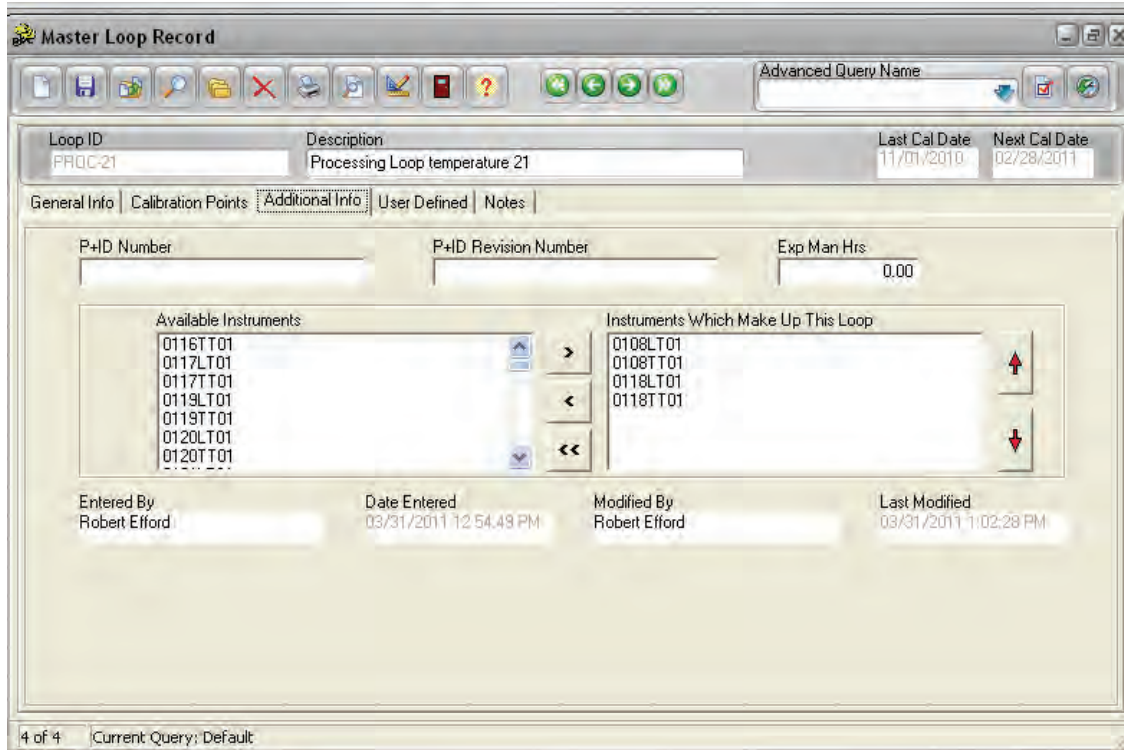 Master Loop Record
Advanced Query Name
Loop ID
Description
Last Cal Date
Next Cal Date
PROC-21
Processing Loop temperature 21
11/01/2010
02/28/2011
General Info
Calibration Points
Additional Info
User Defined
Notes
P+ID Number
P+ID Revision Number
Exp Man Hrs
0.00
Available Instruments
0116TT01
0117LT01
0117TT01
0119LT01
0119TT01
0120LT01
0120TT01
>
<
<<
Instruments Which Make Up This Loop
0108LT01
0108TT01
0118LT01
0118TT01
Entered By
Date Entered
Modified By
Last Modified
Robert Efford
03/31/2011 12:54:49 PM
Robert Efford
03/31/2011 1:02:28 PM
4 of 4
Current Query: Default